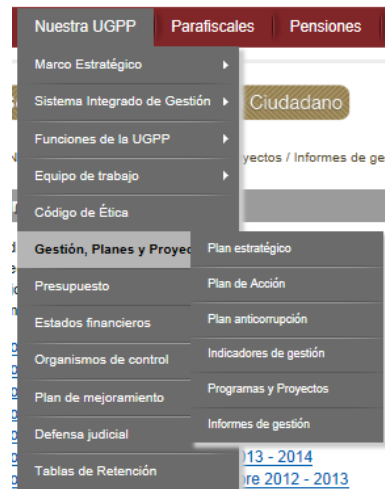 Nuestra UGPP Parafiscales Pensiones
Marco Estratégico
Sistema Integrado de Gestión Ciudadano
Funciones de la UGPP
yectos / Informes de ge
Equipo de trabajo
Código de Ética
Gestión, Planes y Proyec Plan estratégico
Presupuesto Plan de Acción
Estados financieros Plan anticorrupción
Organismos de control Indicadores de gestión
Plan de mejoramiento Programas y Proyectos
Defensa judicial Informes de gestión
013 - 2014
Tablas de Retención bre 2012 - 2013